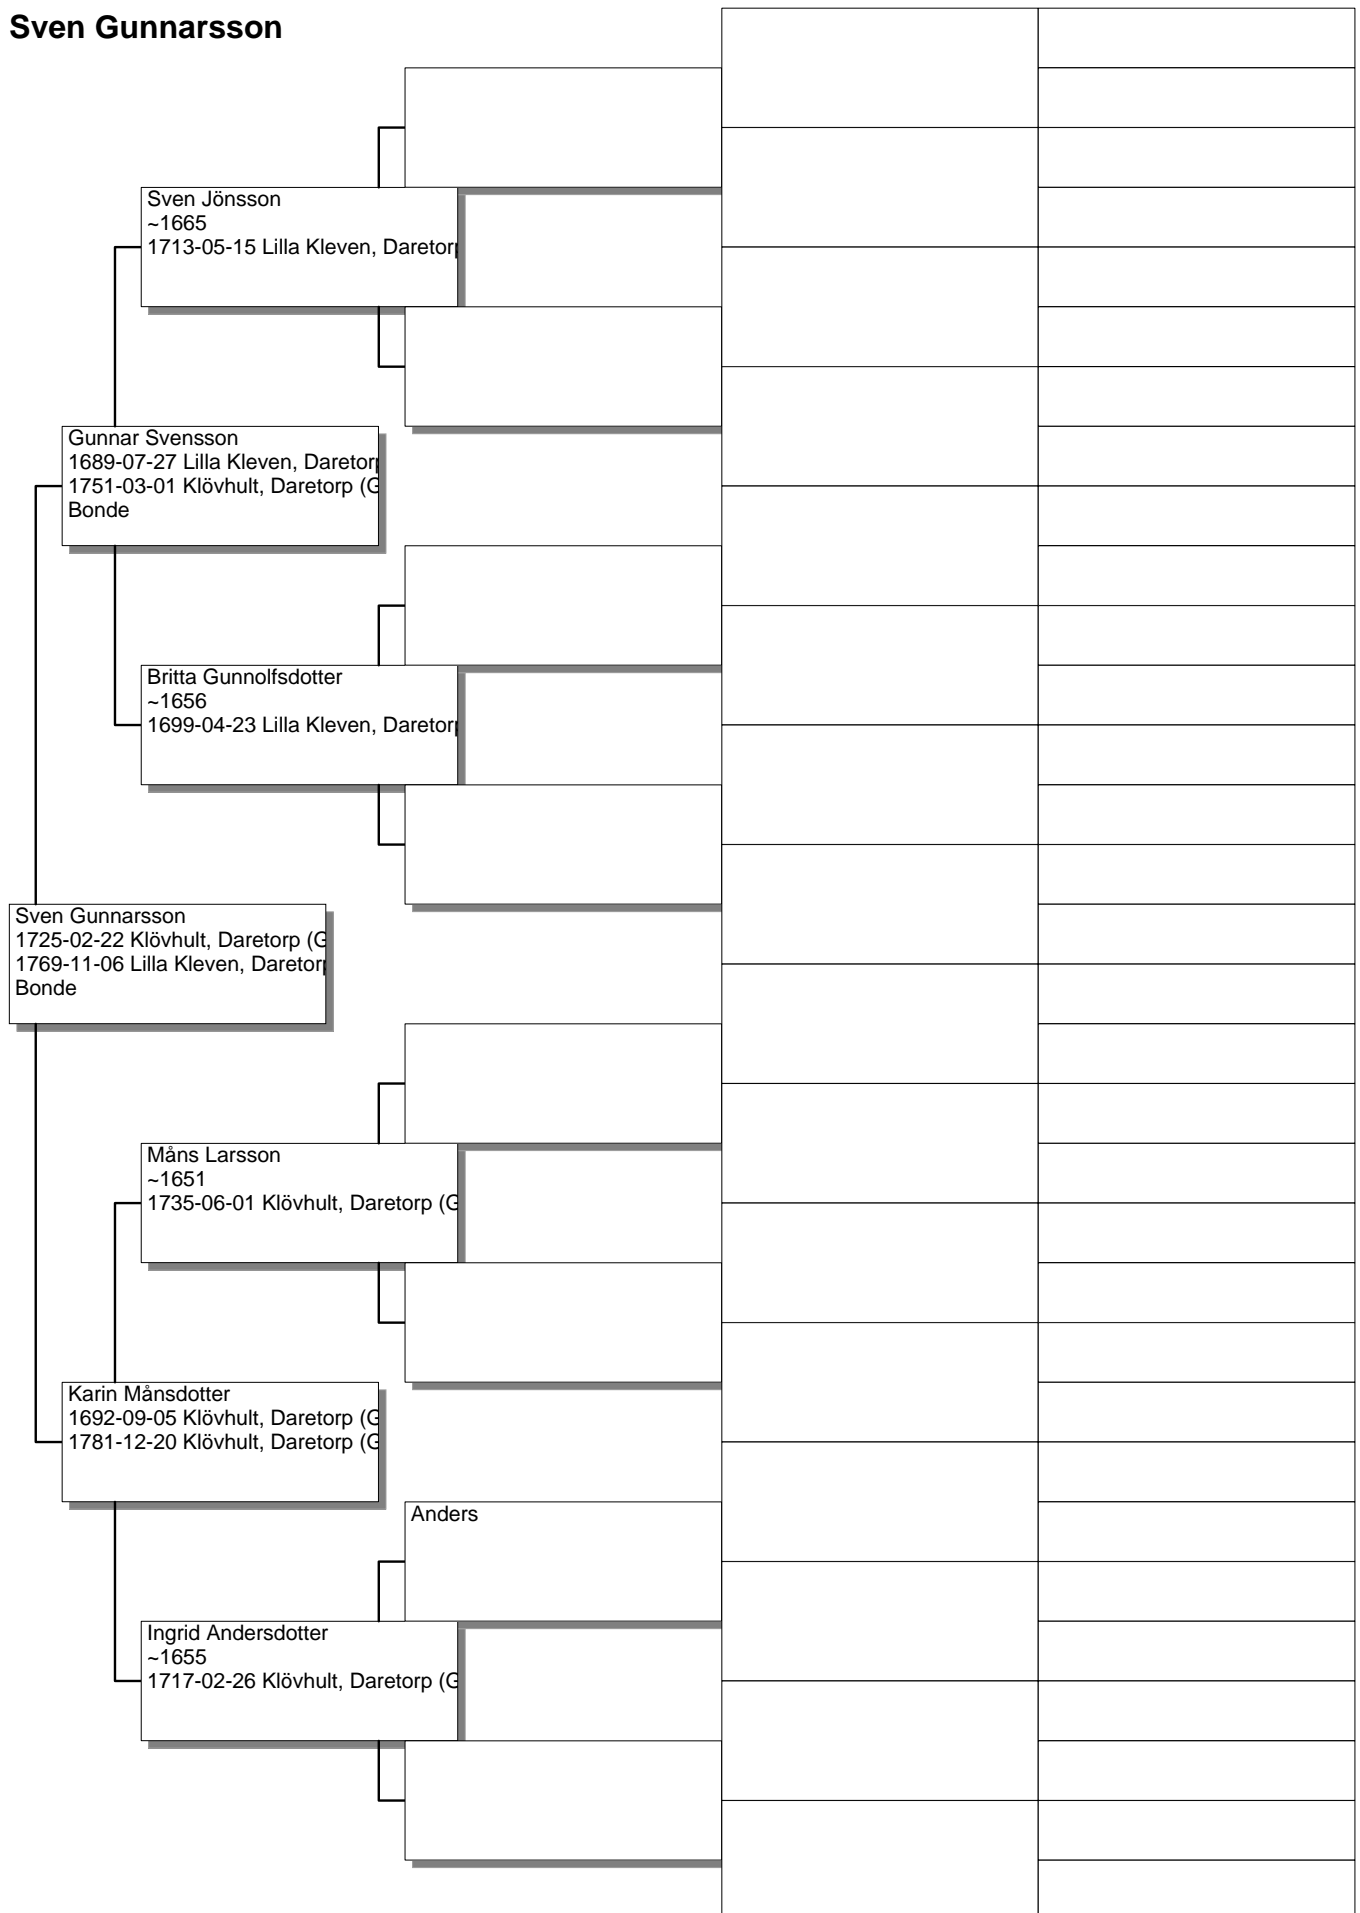 Sven Gunnarsson
Sven Jönsson
~1665
1713-05-15 Lilla Kleven, Daretorp
Gunnar Svensson
1689-07-27 Lilla Kleven, Daretorp
1751-03-01 Klövhult, Daretorp (G
Bonde
Britta Gunnolfsdotter
~1656
1699-04-23 Lilla Kleven, Daretorp
Sven Gunnarsson
1725-02-22 Klövhult, Daretorp (G
1769-11-06 Lilla Kleven, Daretorp
Bonde
Måns Larsson
~1651
1735-06-01 Klövhult, Daretorp (G
Karin Månsdotter
1692-09-05 Klövhult, Daretorp (G
1781-12-20 Klövhult, Daretorp (G
Anders
Ingrid Andersdotter
~1655
1717-02-26 Klövhult, Daretorp (G